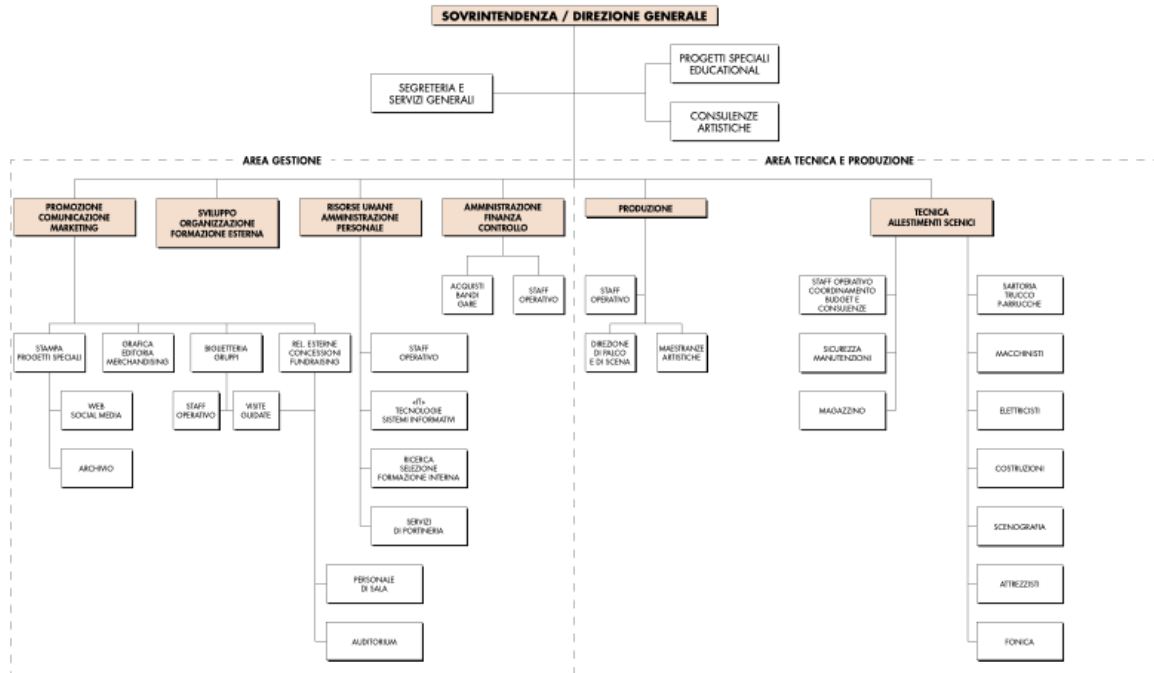 SOVRINTENDENZA / DIREZIONE GENERALE
PROGETTI SPECIALI
EDUCATIONAL
SEGRETERIA E
SERVIZI GENERALI
CONSULENZE
ARTISTICHE
AREA GESTIONE
AREA TECNICA E PRODUZIONE
PROMOZIONE
COMUNICAZIONE
MARKETING
SVILUPPO
ORGANIZZAZIONE
FORMAZIONE ESTERNA
RISORSE UMANE
AMMINISTRAZIONE
PERSONALE
AMMINISTRAZIONE
FINANZA
CONTROLLO
PRODUZIONE
TECNICA
ALLESTIMENTI SCENICI
ACQUISTI
BANDI
GARE
STAFF
OPERATIVO
STAFF
OPERATIVO
STAFF OPERATIVO
COORDINAMENTO
BUDGET E
CONSULENZE
SARTORIA
TRUCCO
PARRUCCHE
STAMPA
PROGETTI SPECIALI
GRAFICA
EDITORIA
MERCHANDISING
BIGLIETTERIA
GRUPPI
REL. ESTERNE
CONCESSIONI
FUNDRAISING
STAFF
OPERATIVO
DIREZIONE
DI PALCO
E DI SCENA
MAESTRANZE
ARTISTICHE
SICUREZZA
MANUTENZIONI
MACCHINISTI
WEB
SOCIAL MEDIA
STAFF
OPERATIVO
VISITE
GUIDATE
«IT»
TECNOLOGIE
SISTEMI INFORMATIVI
MAGAZZINO
ELETTRICISTI
ARCHIVIO
RICERCA
SELEZIONE
FORMAZIONE INTERNA
COSTRUZIONI
SERVIZI
DI PORTINERIA
SCENOGRAFIA
PERSONALE
DI SALA
ATTREZZISTI
AUDITORIUM
FONICA